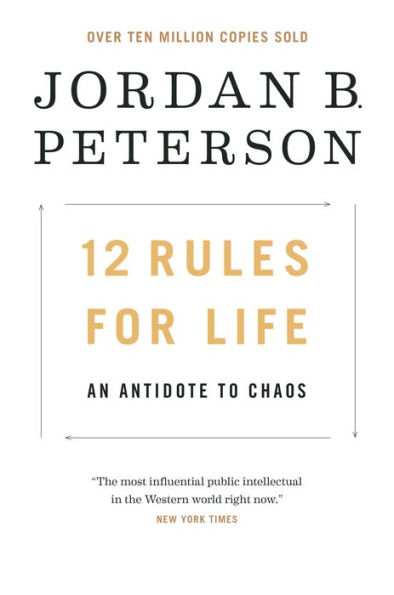 OVER TEN MILLION COPIES SOLD
JORDAN B.
PETERSON
12 RULES
FOR LIFE
AN ANTIDOTE TO CHAOS
“The most influential public intellectual
in the Western world right now.”
NEW YORK TIMES